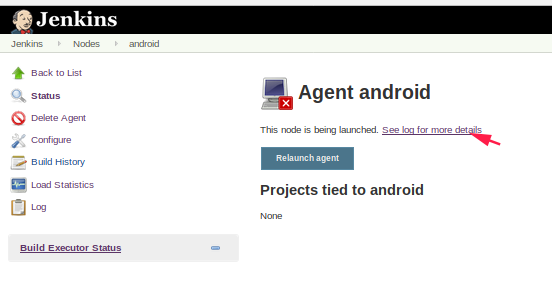 Jenkins
Jenkins Nodes android
Back to List
Status
Delete Agent
Configure
Build History
Load Statistics
Log
Build Executor Status
Agent android
This node is being launched. See log for more details
Relaunch agent
Projects tied to android
None